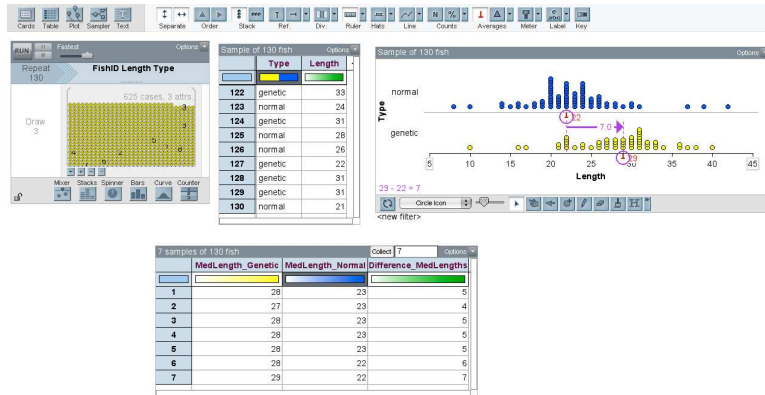 Cards Table Plot Sampler Text Separate Order Stack Ref. Div. Ruler Hats Line Counts Averages Meter Label Key
RUN Fastest Options
Repeat 130 FishID Length Type
625 cases, 3 attrs
Draw 3
Mixer Stacks Spinner Bars Curve Counter
Sample of 130 fish Options
Type Length
122 genetic 33
123 normal 24
124 genetic 31
125 normal 28
126 normal 26
127 genetic 22
128 genetic 31
129 genetic 31
130 normal 21
Sample of 130 fish Options
normal
22
Type
7.0
genetic
29
5 10 15 20 25 30 35 40 45
Length
29 - 22 = 7
Circle Icon
<new filter>
7 samples of 130 fish Collect 7 Options
MedLength_Genetic MedLength_Normal Difference_MedLengths
1 28 23 5
2 27 23 4
3 28 23 5
4 28 23 5
5 28 23 5
6 28 22 6
7 29 22 7